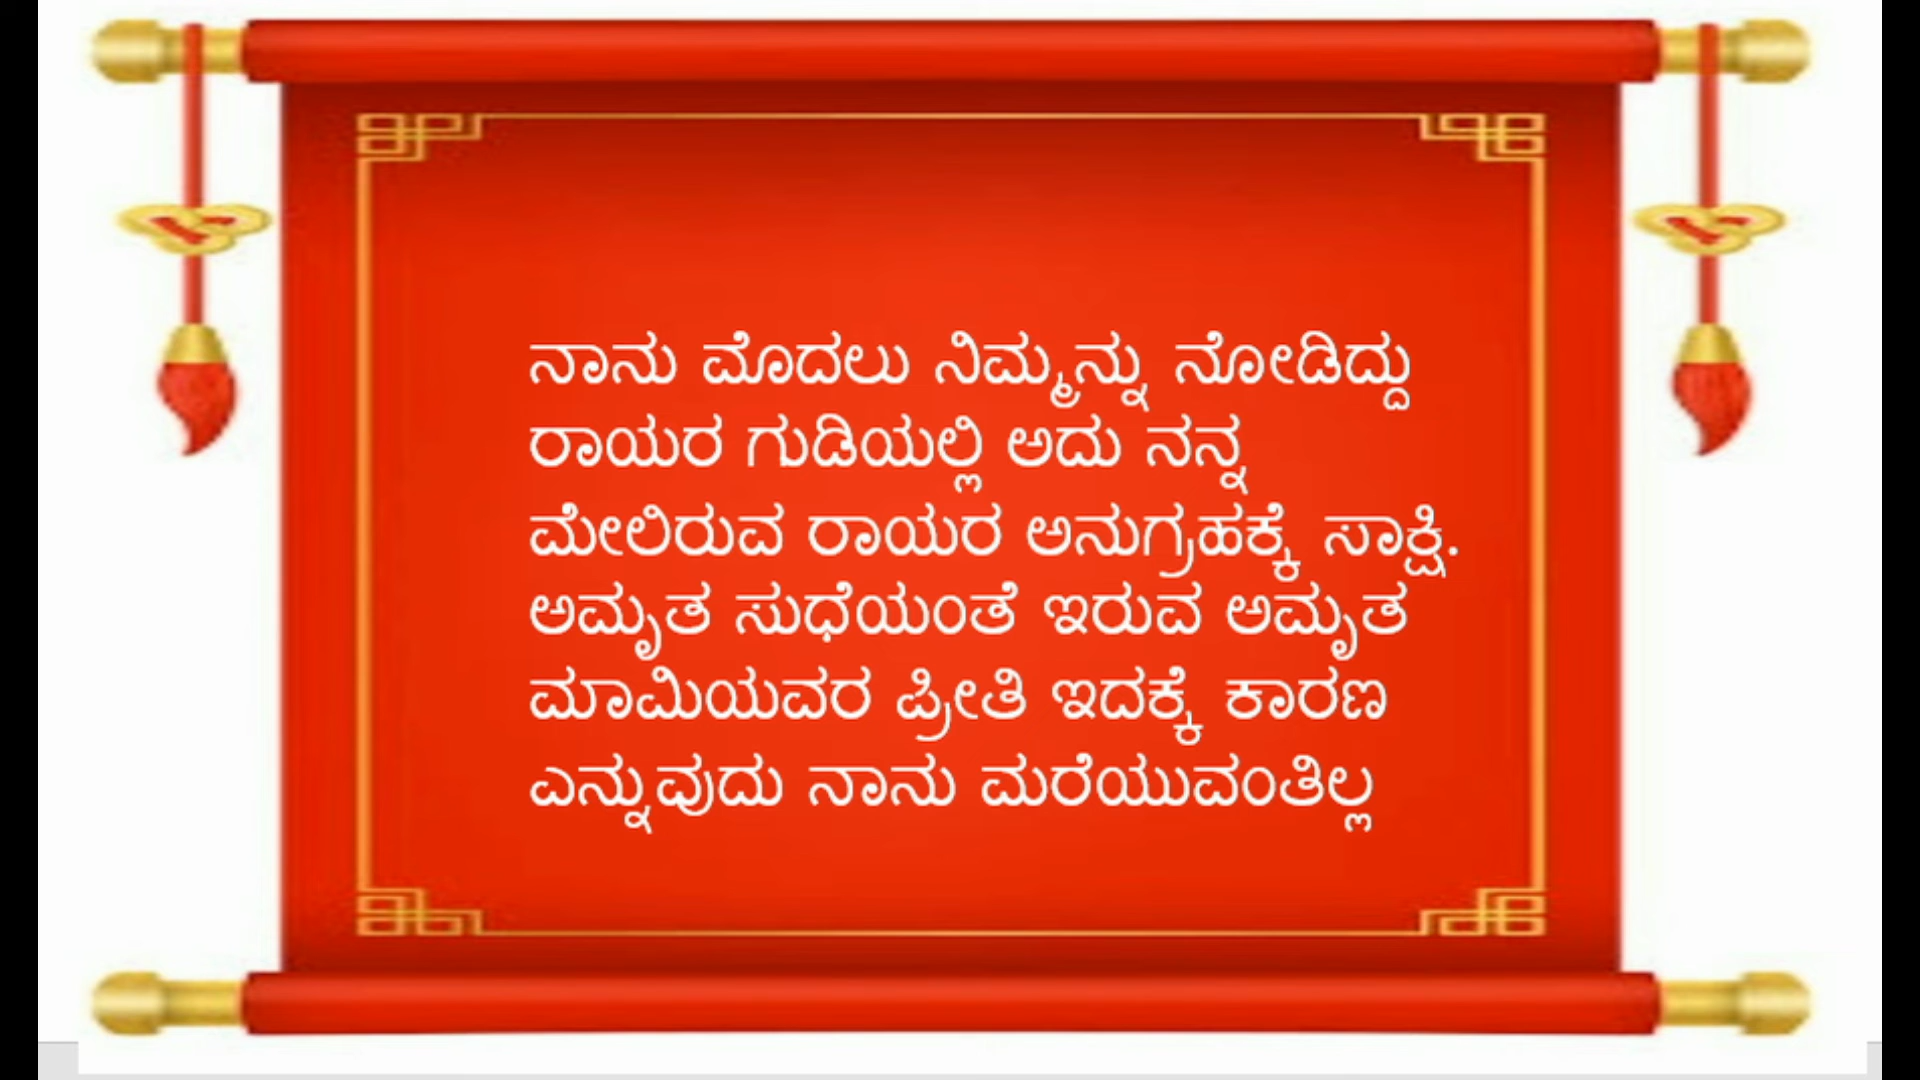 ನಾನು ಮೊದಲು ನಿಮ್ಮನ್ನು ನೋಡಿದ್ದು
ರಾಯರ ಗುಡಿಯಲ್ಲಿ ಅದು ನನ್ನ
ಮೇಲಿರುವ ರಾಯರ ಅನುಗ್ರಹಕ್ಕೆ ಸಾಕ್ಷಿ.
ಅಮೃತ ಸುಧೆಯಂತೆ ಇರುವ ಅಮೃತ
ಮಾಮಿಯವರ ಪ್ರೀತಿ ಇದಕ್ಕೆ ಕಾರಣ
ಎನ್ನುವುದು ನಾನು ಮರೆಯುವಂತಿಲ್ಲ